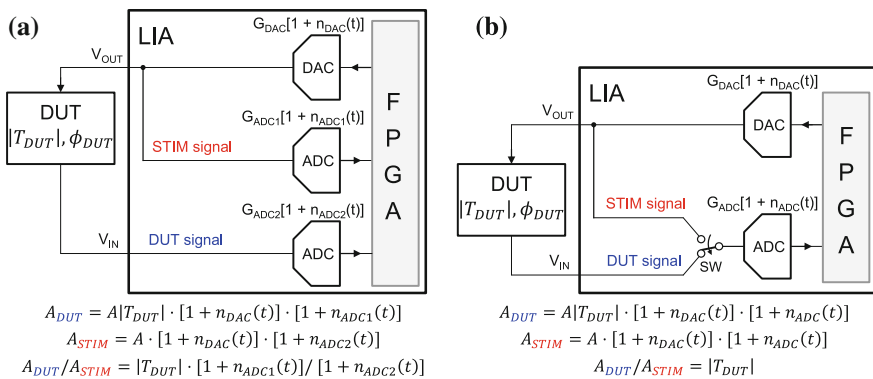 (a)
LIA
G_DAC[1 + n_DAC(t)]
V_OUT
DAC
DUT
|T_DUT|, ϕ_DUT
STIM signal
G_ADC1[1 + n_ADC1(t)]
ADC
G_ADC2[1 + n_ADC2(t)]
V_IN
DUT signal
ADC
F
P
G
A
A_DUT = A|T_DUT| · [1 + n_DAC(t)] · [1 + n_ADC1(t)]
A_STIM = A · [1 + n_DAC(t)] · [1 + n_ADC2(t)]
A_DUT/A_STIM = |T_DUT| · [1 + n_ADC1(t)]/ [1 + n_ADC2(t)]
(b)
LIA
G_DAC[1 + n_DAC(t)]
V_OUT
DAC
DUT
|T_DUT|, ϕ_DUT
STIM signal
G_ADC[1 + n_ADC(t)]
V_IN
DUT signal
SW
ADC
F
P
G
A
A_DUT = A|T_DUT| · [1 + n_DAC(t)] · [1 + n_ADC(t)]
A_STIM = A · [1 + n_DAC(t)] · [1 + n_ADC(t)]
A_DUT/A_STIM = |T_DUT|